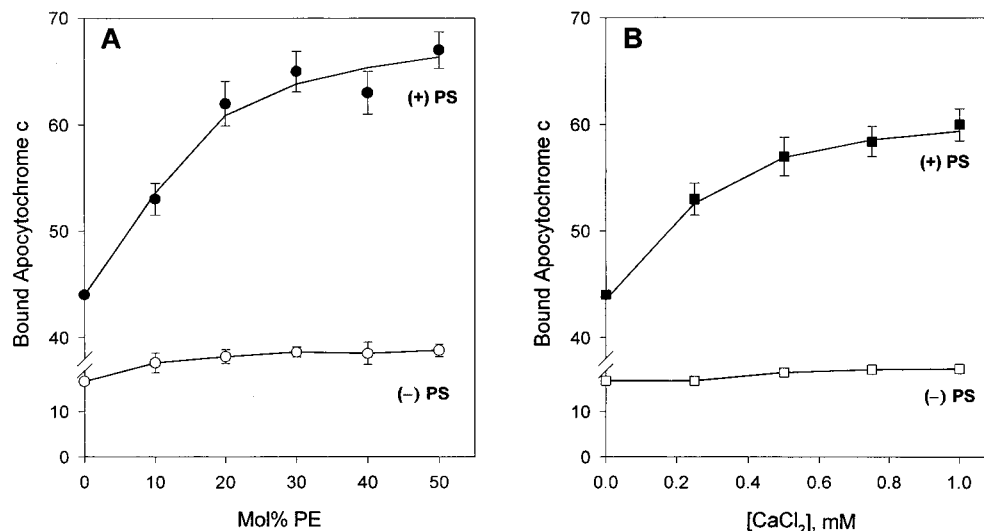 A
70
60
50
40
10
0
Bound Apocytochrome c
(+) PS
(–) PS
0 10 20 30 40 50
Mol% PE
B
70
60
50
40
10
0
Bound Apocytochrome c
(+) PS
(–) PS
0.0 0.2 0.4 0.6 0.8 1.0
[CaCl₂], mM